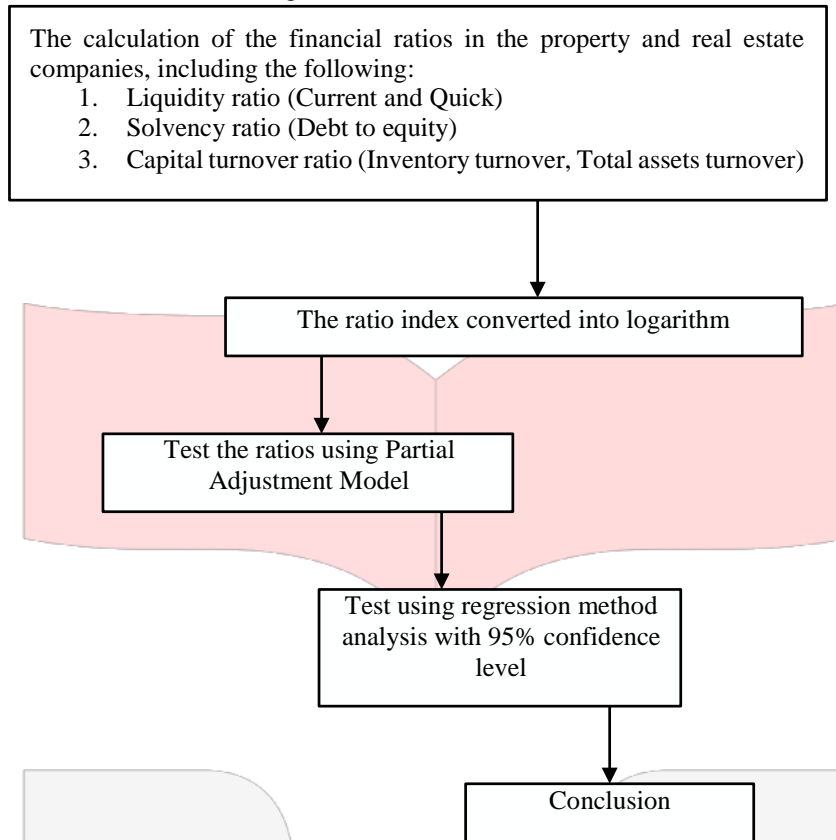 The calculation of the financial ratios in the property and real estate
companies, including the following:
1. Liquidity ratio (Current and Quick)
2. Solvency ratio (Debt to equity)
3. Capital turnover ratio (Inventory turnover, Total assets turnover)
The ratio index converted into logarithm
Test the ratios using Partial
Adjustment Model
Test using regression method
analysis with 95% confidence
level
Conclusion